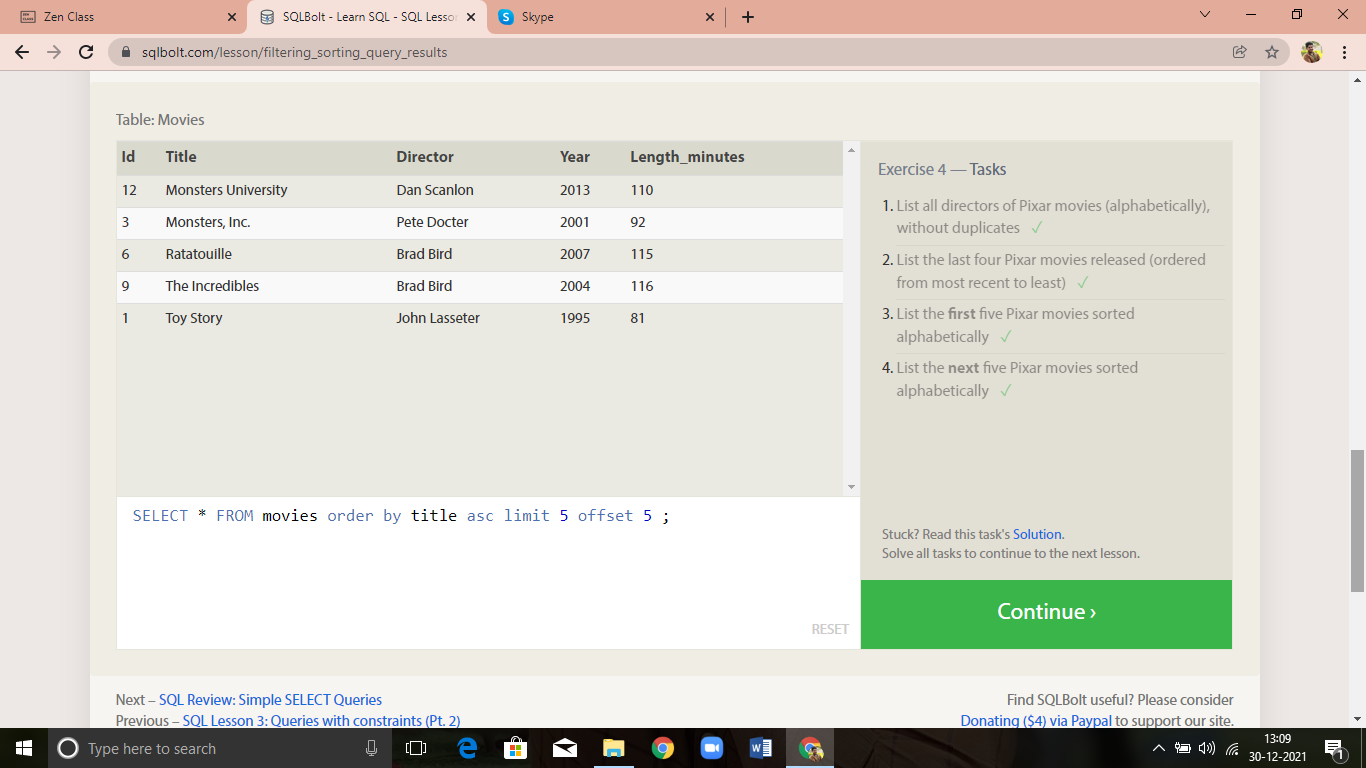 Zen Class
SQLBolt - Learn SQL - SQL Lesson
Skype
sqlbolt.com/lesson/filtering_sorting_query_results
Table: Movies
Id Title Director Year Length_minutes
12 Monsters University Dan Scanlon 2013 110
3 Monsters, Inc. Pete Docter 2001 92
6 Ratatouille Brad Bird 2007 115
9 The Incredibles Brad Bird 2004 116
1 Toy Story John Lasseter 1995 81
SELECT * FROM movies order by title asc limit 5 offset 5 ;
RESET
Exercise 4 — Tasks
1. List all directors of Pixar movies (alphabetically),
without duplicates ✓
2. List the last four Pixar movies released (ordered
from most recent to least) ✓
3. List the first five Pixar movies sorted
alphabetically ✓
4. List the next five Pixar movies sorted
alphabetically ✓
Stuck? Read this task's Solution.
Solve all tasks to continue to the next lesson.
Continue ›
Next – SQL Review: Simple SELECT Queries
Previous – SQL Lesson 3: Queries with constraints (Pt. 2)
Find SQLBolt useful? Please consider
Donating ($4) via Paypal to support our site.
Type here to search
13:09
30-12-2021
1